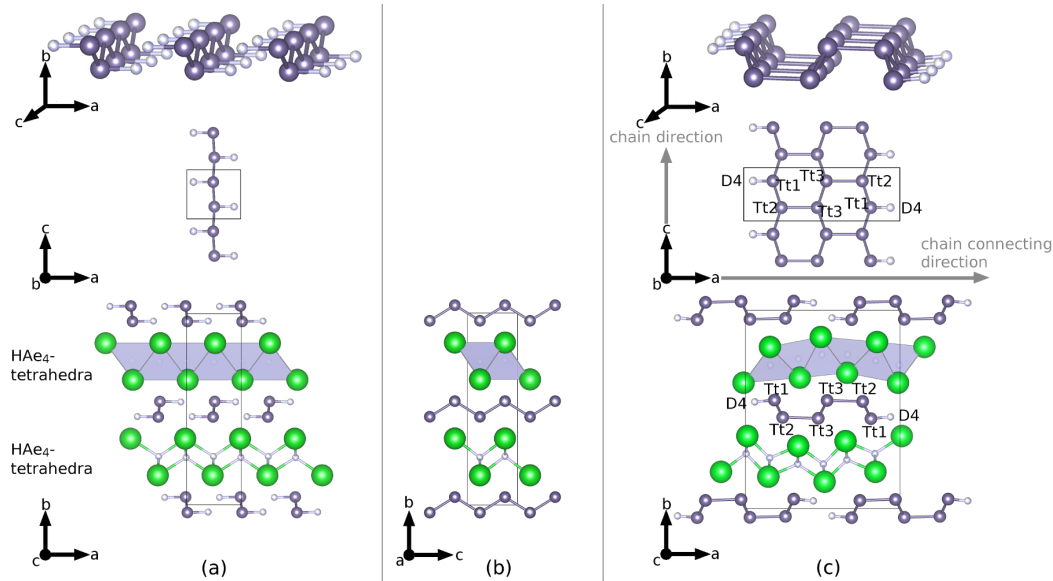 b
a
c
c
b
a
HAe₄-
tetrahedra
HAe₄-
tetrahedra
b
c
a
(a)
b
a
c
(b)
b
a
c
chain direction
D4
Tt1
Tt3
Tt2
Tt2
Tt3
Tt1
D4
c
b
a
chain connecting
direction
Tt1
Tt3
Tt2
D4
D4
Tt2
Tt3
Tt1
b
c
a
(c)